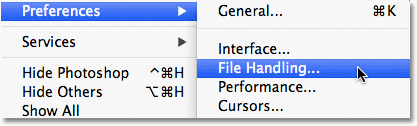 Preferences ▶
Services ▶
Hide Photoshop ^⌘H
Hide Others ⌥⌘H
Show All
General... ⌘K
Interface...
File Handling...
Performance...
Cursors...